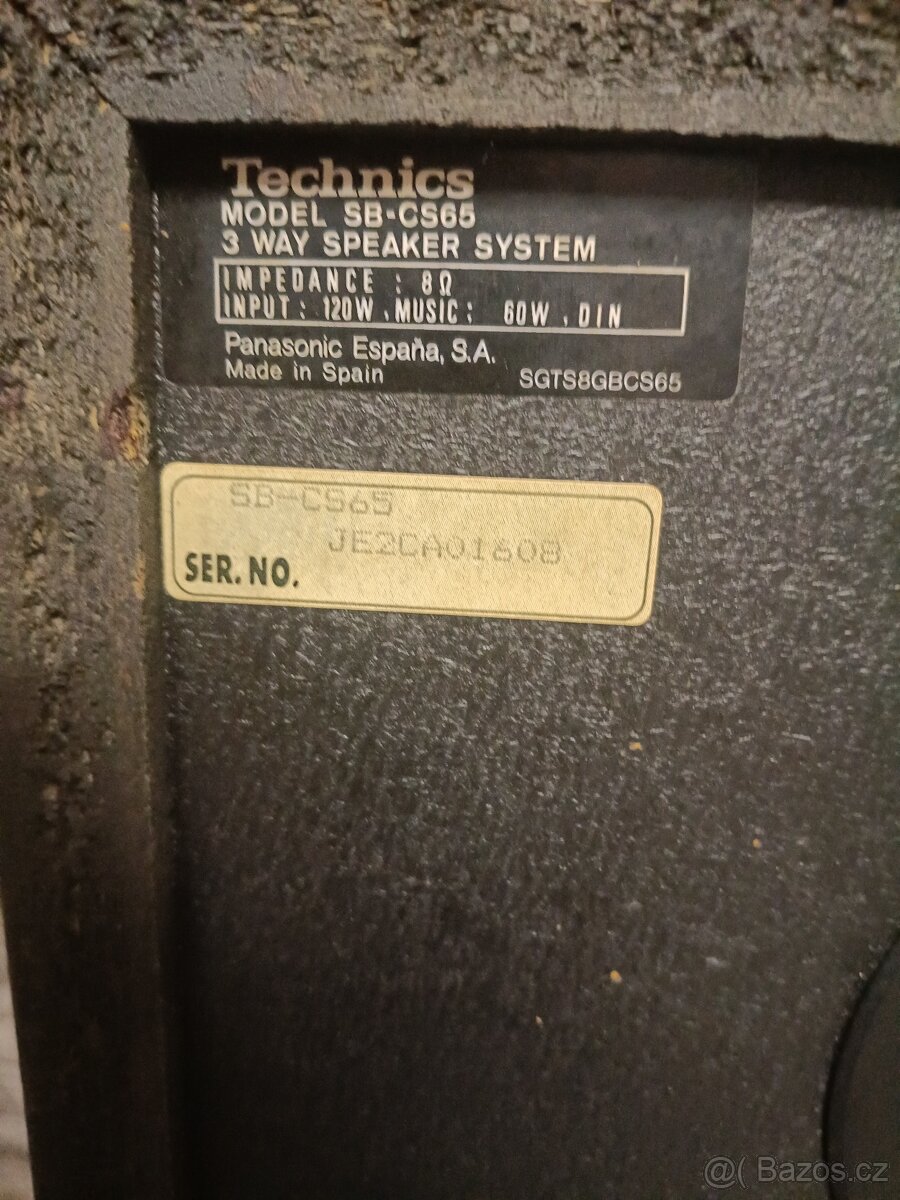 Technics
MODEL SB-CS65
3 WAY SPEAKER SYSTEM
IMPEDANCE : 8Ω
INPUT : 120W , MUSIC ; 60W , DIN
Panasonic España, S.A.
Made in Spain SGTS8GBCS65
SB-CS65
JE2CA01608
SER. NO.
@( Bazos.cz